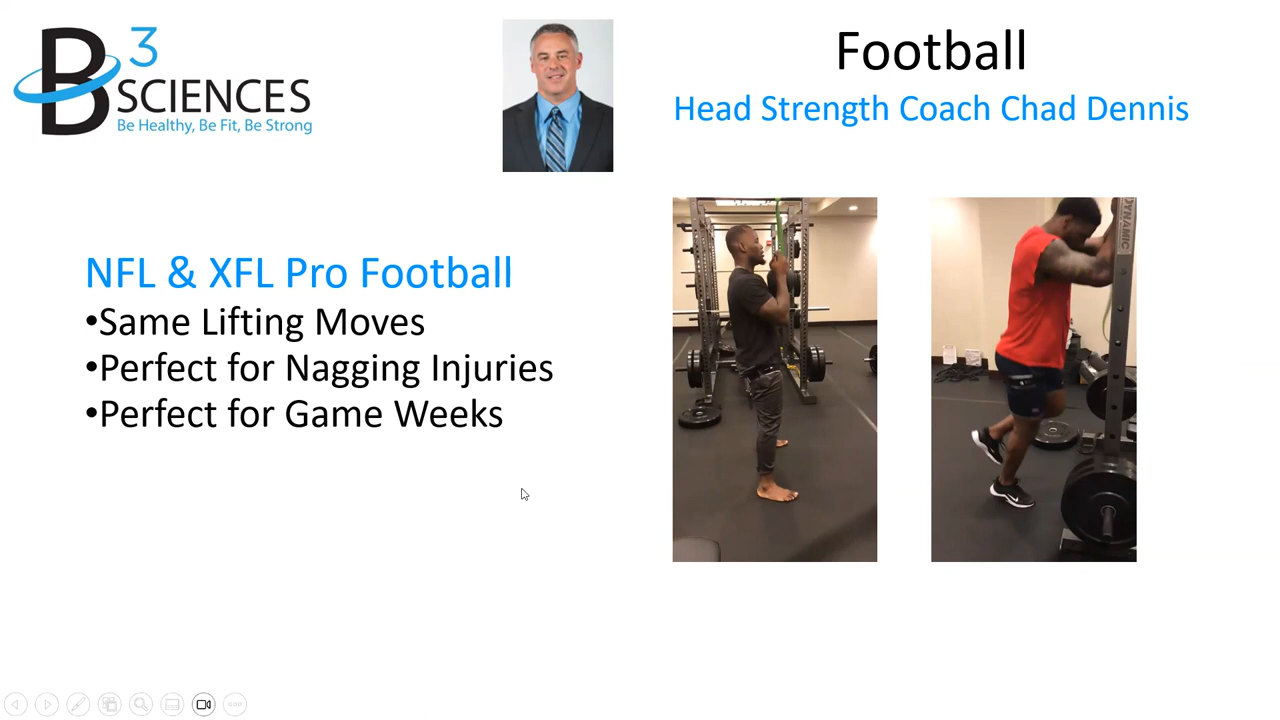 B3
SCIENCES
Be Healthy, Be Fit, Be Strong
Football
Head Strength Coach Chad Dennis
NFL & XFL Pro Football
•Same Lifting Moves
•Perfect for Nagging Injuries
•Perfect for Game Weeks
DYNAMIC